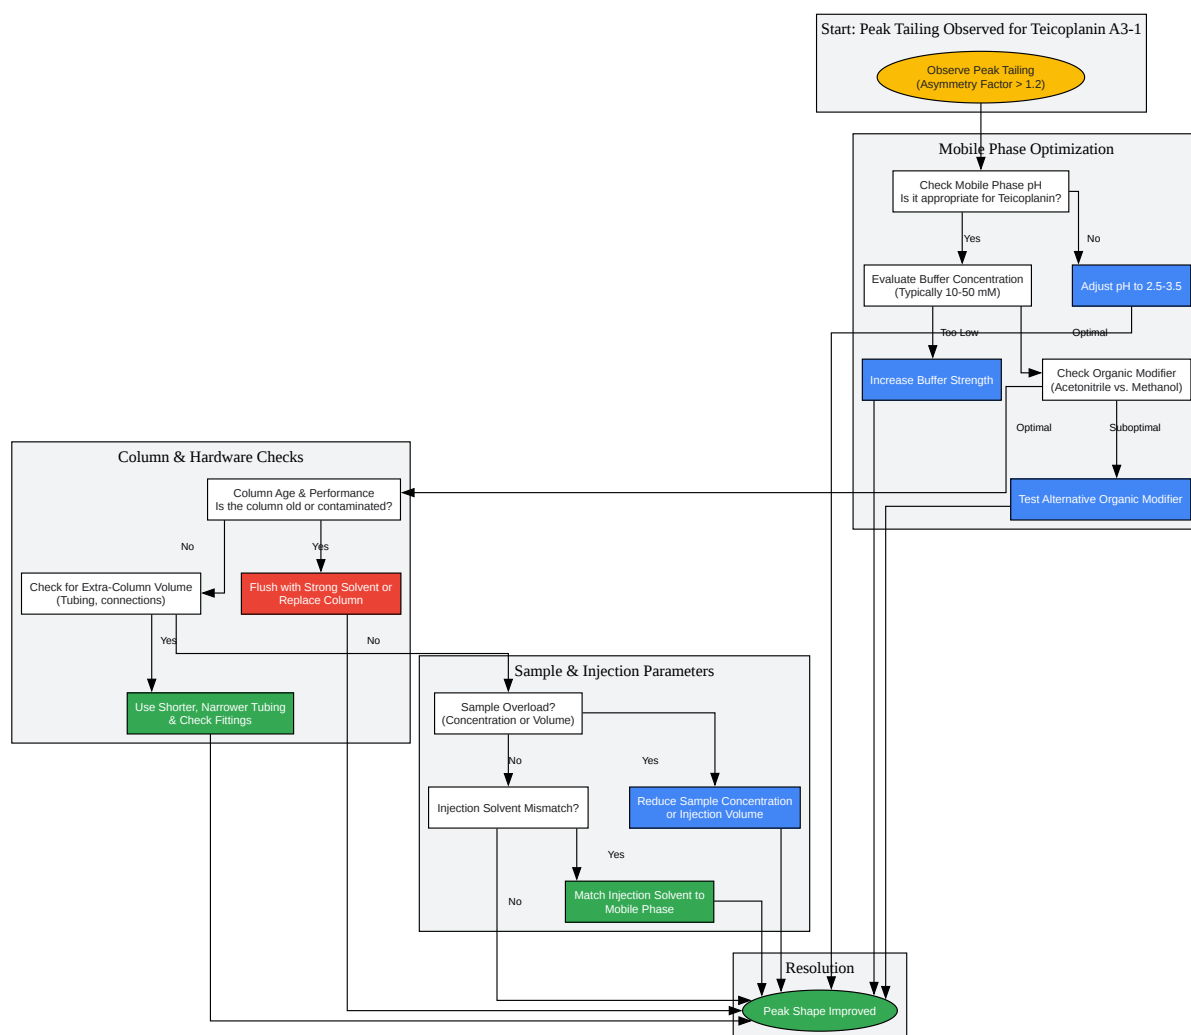 Start: Peak Tailing Observed for Teicoplanin A3-1
Observe Peak Tailing
(Asymmetry Factor > 1.2)
Mobile Phase Optimization
Check Mobile Phase pH
Is it appropriate for Teicoplanin?
Yes
No
Evaluate Buffer Concentration
(Typically 10-50 mM)
Adjust pH to 2.5-3.5
Too Low
Optimal
Increase Buffer Strength
Check Organic Modifier
(Acetonitrile vs. Methanol)
Optimal
Suboptimal
Test Alternative Organic Modifier
Column & Hardware Checks
Column Age & Performance
Is the column old or contaminated?
No
Yes
Check for Extra-Column Volume
(Tubing, connections)
Flush with Strong Solvent or
Replace Column
Yes
No
Use Shorter, Narrower Tubing
& Check Fittings
Sample & Injection Parameters
Sample Overload?
(Concentration or Volume)
No
Yes
Injection Solvent Mismatch?
Reduce Sample Concentration
or Injection Volume
Yes
No
Match Injection Solvent to
Mobile Phase
Resolution
Peak Shape Improved